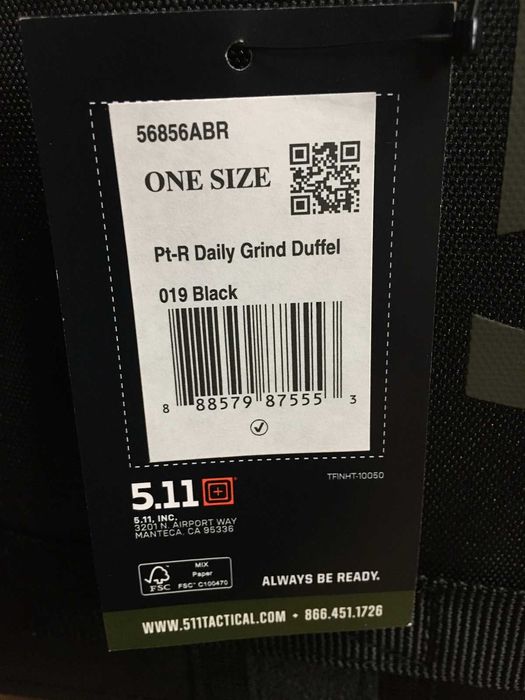 56856ABR
ONE SIZE
Pt-R Daily Grind Duffel
019 Black
8 88579 87555 3
TFINHT-10050
5.11
5.11, INC.
3201 N. AIRPORT WAY
MANTECA, CA 95336
FSC
MIX
Paper
FSC™ C100470
ALWAYS BE READY.
WWW.511TACTICAL.COM • 866.451.1726